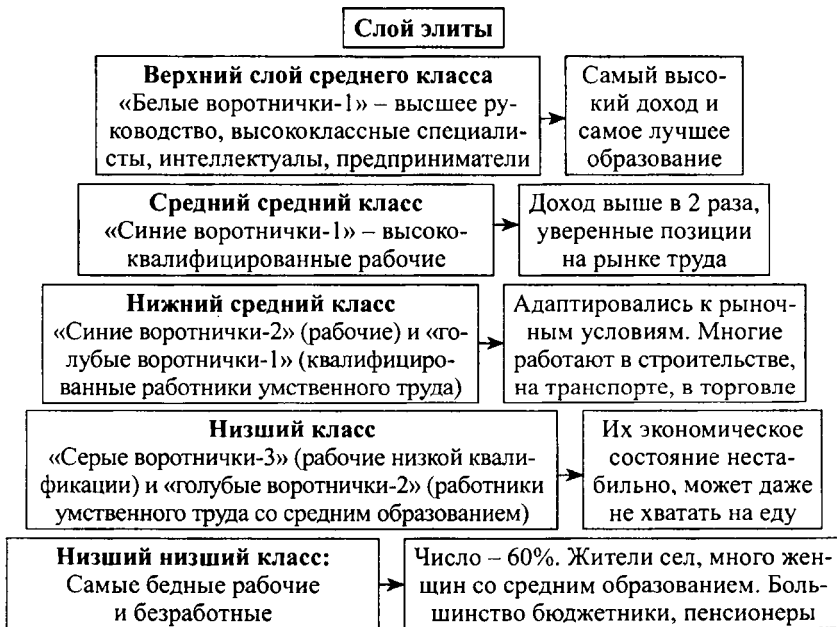 Слой элиты
Верхний слой среднего класса
«Белые воротнички-1» – высшее ру-
ководство, высококлассные специали-
сты, интеллектуалы, предприниматели
Самый высо-
кий доход и
самое лучшее
образование
Средний средний класс
«Синие воротнички-1» – высоко-
квалифицированные рабочие
Доход выше в 2 раза,
уверенные позиции
на рынке труда
Нижний средний класс
«Синие воротнички-2» (рабочие) и «го-
лубые воротнички-1» (квалифициро-
ванные работники умственного труда)
Адаптировались к рыноч-
ным условиям. Многие
работают в строительстве,
на транспорте, в торговле
Низший класс
«Серые воротнички-3» (рабочие низкой квали-
фикации) и «голубые воротнички-2» (работники
умственного труда со средним образованием)
Их экономическое
состояние неста-
бильно, может даже
не хватать на еду
Низший низший класс:
Самые бедные рабочие
и безработные
Число – 60%. Жители сел, много жен-
щин со средним образованием. Боль-
шинство бюджетники, пенсионеры